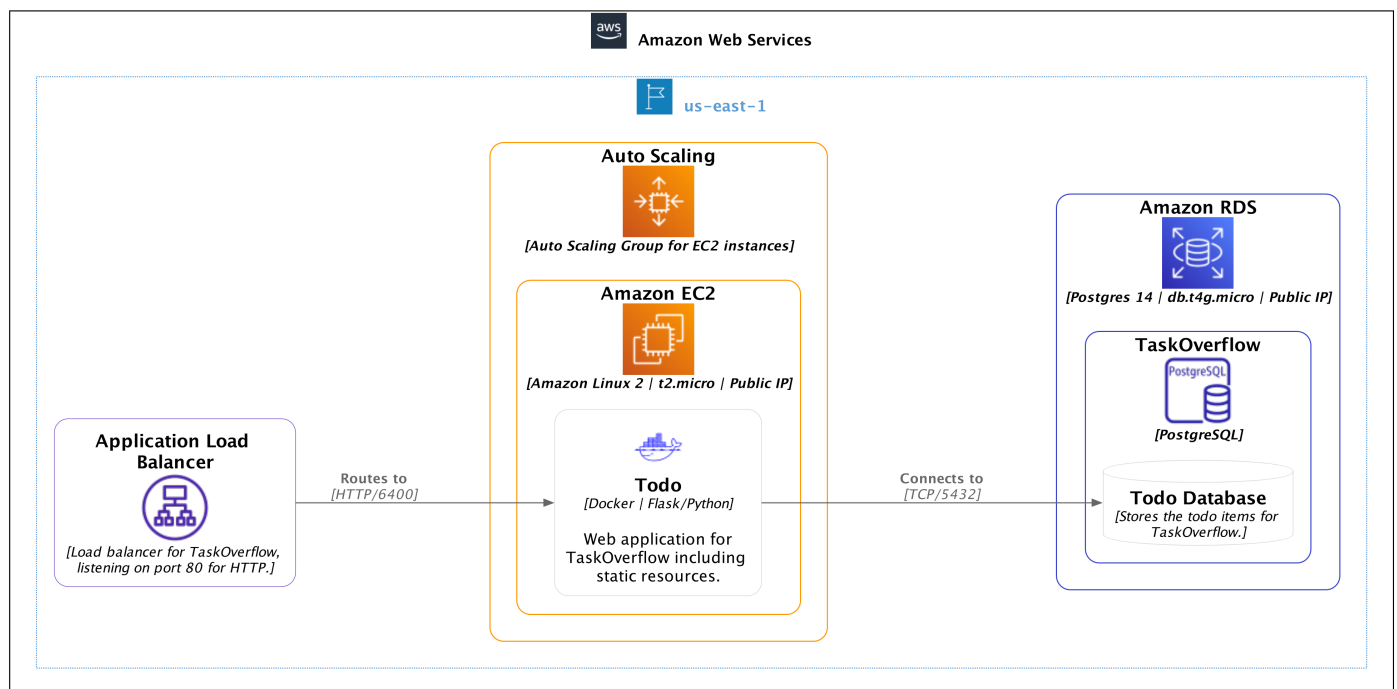 aws
Amazon Web Services
us-east-1
Auto Scaling
[Auto Scaling Group for EC2 instances]
Amazon EC2
[Amazon Linux 2 | t2.micro | Public IP]
Amazon RDS
[Postgres 14 | db.t4g.micro | Public IP]
TaskOverflow
PostgreSQL
[PostgreSQL]
Application Load
Balancer
[Load balancer for TaskOverflow,
listening on port 80 for HTTP.]
Routes to
[HTTP/6400]
Todo
[Docker | Flask/Python]
Web application for
TaskOverflow including
static resources.
Connects to
[TCP/5432]
Todo Database
[Stores the todo items for
TaskOverflow.]